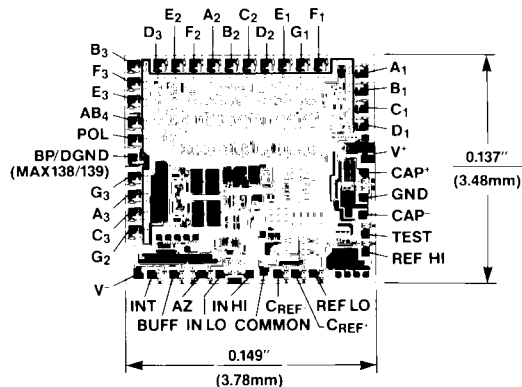 E₂ A₂ C₂ E₁ F₁
D₃ F₂ B₂ D₂ G₁
B₃
F₃
E₃
AB₄
POL
BP/DGND
(MAX138/139)
G₃
A₃
C₃
G₂
A₁
B₁
C₁
D₁
V⁺
CAP⁺
GND
CAP⁻
TEST
REF HI
0.137"
(3.48mm)
V⁻
INT AZ IN HI C_REF⁻ REF LO
BUFF IN LO COMMON C_REF⁺
0.149"
(3.78mm)